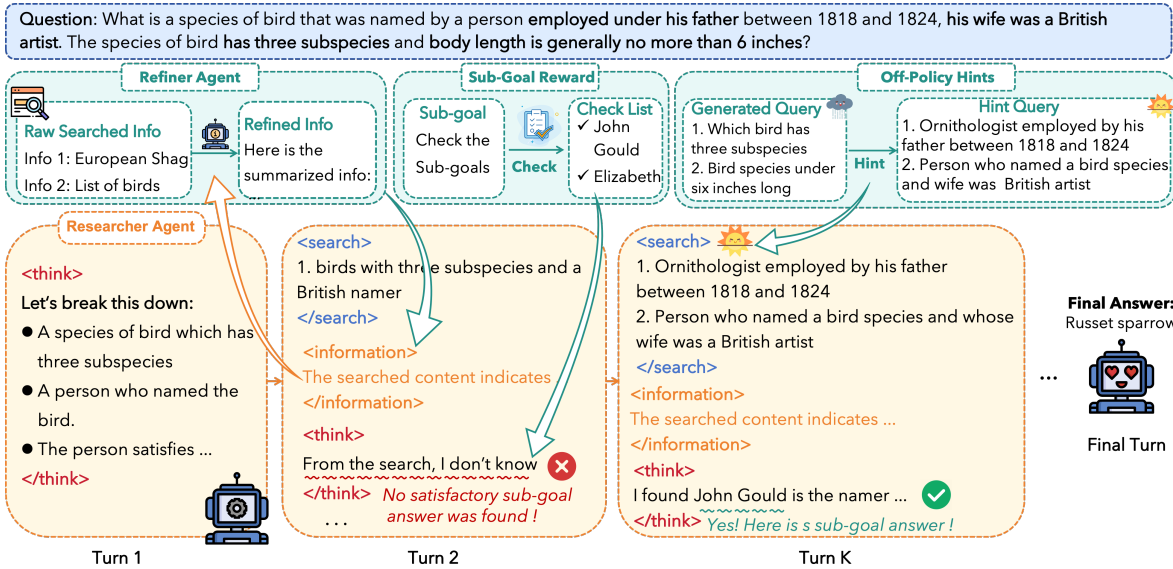 Question: What is a species of bird that was named by a person employed under his father between 1818 and 1824, his wife was a British
artist. The species of bird has three subspecies and body length is generally no more than 6 inches?
Refiner Agent
Raw Searched Info
Info 1: European Shag
Info 2: List of birds
Refined Info
Here is the
summarized info:
...
Sub-Goal Reward
Sub-goal
Check the
Sub-goals
Check
Check List
✓ John
Gould
✓ Elizabeth
Off-Policy Hints
Generated Query
1. Which bird has
three subspecies
2. Bird species under
six inches long
Hint
Hint Query
1. Ornithologist employed by his
father between 1818 and 1824
2. Person who named a bird species
and wife was British artist
Researcher Agent
<think>
Let's break this down:
● A species of bird which has
three subspecies
● A person who named the
bird.
● The person satisfies ...
</think>
Turn 1
<search>
1. birds with three subspecies and a
British namer
</search>
<information>
The searched content indicates
</information>
<think>
From the search, I don't know
</think> No satisfactory sub-goal
answer was found !
...
Turn 2
<search>
1. Ornithologist employed by his father
between 1818 and 1824
2. Person who named a bird species and whose
wife was a British artist
</search>
<information>
The searched content indicates ...
</information>
<think>
I found John Gould is the namer ...
</think> Yes! Here is s sub-goal answer !
Turn K
...
Final Answer:
Russet sparrow
Final Turn